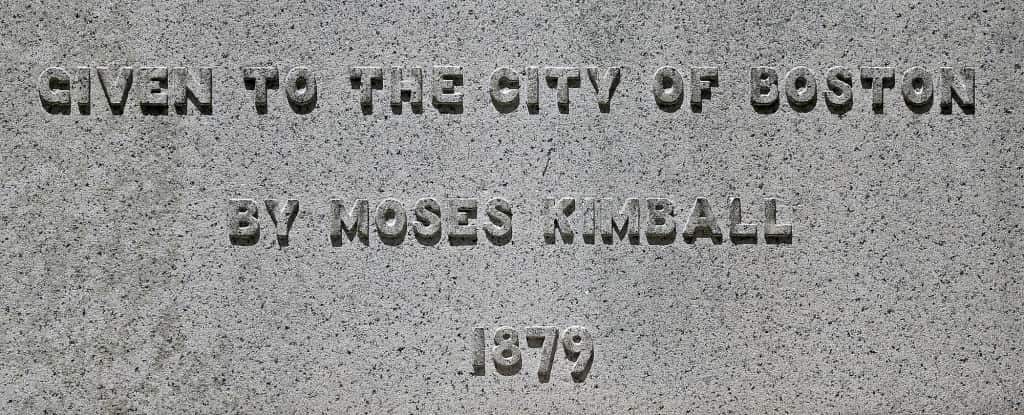 GIVEN TO THE CITY OF BOSTON
BY MOSES KIMBALL
1879